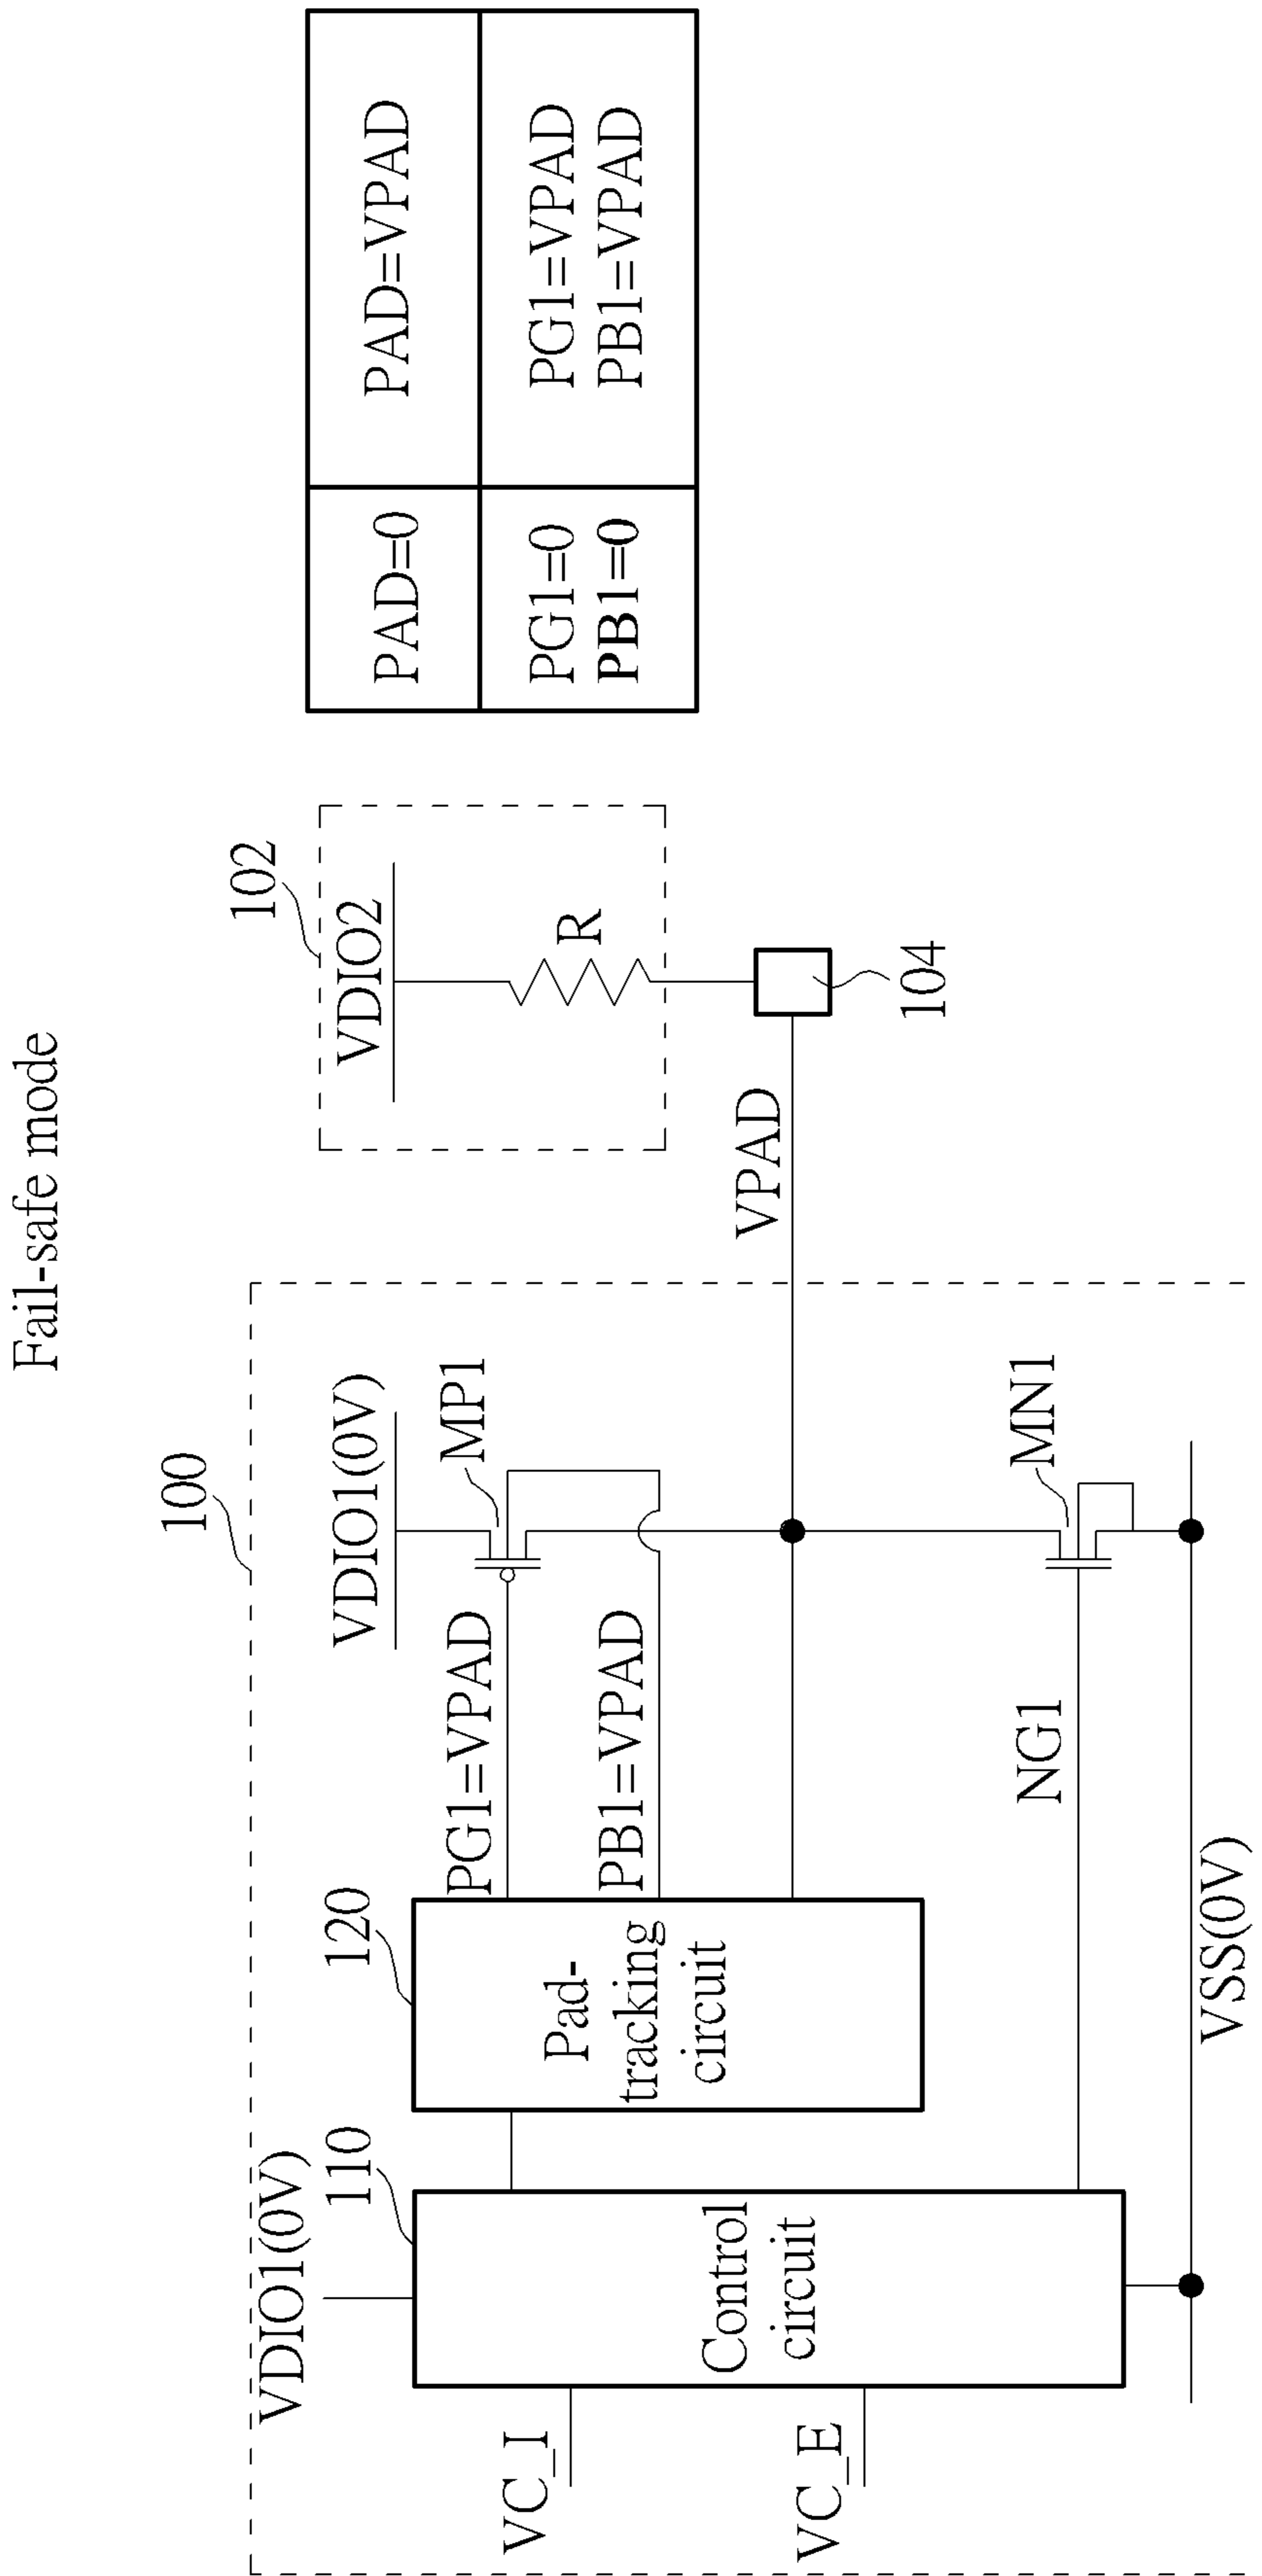 Fail-safe mode
100
102
VDIO1(0V)
110
120
VDIO1(0V)
MP1
VDIO2
R
PAD=0
PAD=VPAD
PG1=VPAD
PB1=VPAD
PG1=0
PB1=0
PG1=VPAD
PB1=VPAD
VC_I
VC_E
Control
circuit
Pad-
tracking
circuit
VPAD
104
NG1
MN1
VSS(0V)